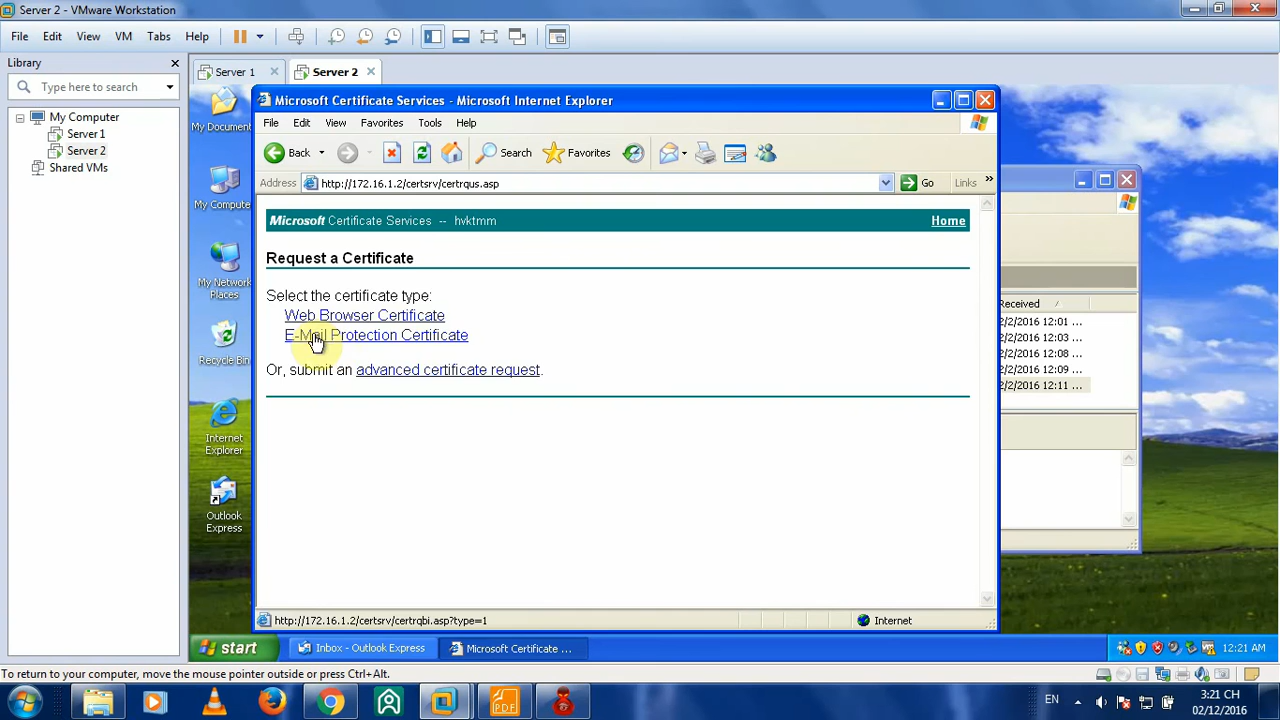 Server 2 - VMware Workstation
File Edit View VM Tabs Help
Library
Type here to search
My Computer
Server 1
Server 2
Shared VMs
Server 1
Server 2
My Document
My Compute
My Network
Places
Recycle Bin
Internet
Explorer
Outlook
Express
Microsoft Certificate Services - Microsoft Internet Explorer
File Edit View Favorites Tools Help
Back Search Favorites
Address http://172.16.1.2/certsrv/certrqus.asp Go Links »
Microsoft Certificate Services -- hvktmm Home
Request a Certificate
Select the certificate type:
Web Browser Certificate
E-Mail Protection Certificate
Or, submit an advanced certificate request.
http://172.16.1.2/certsrv/certrqbi.asp?type=1 Internet
Received
2/2/2016 12:01 ...
2/2/2016 12:03 ...
2/2/2016 12:08 ...
2/2/2016 12:09 ...
2/2/2016 12:11 ...
start Inbox - Outlook Express Microsoft Certificate ... 12:21 AM
To return to your computer, move the mouse pointer outside or press Ctrl+Alt.
PDF
EN
3:21 CH
02/12/2016